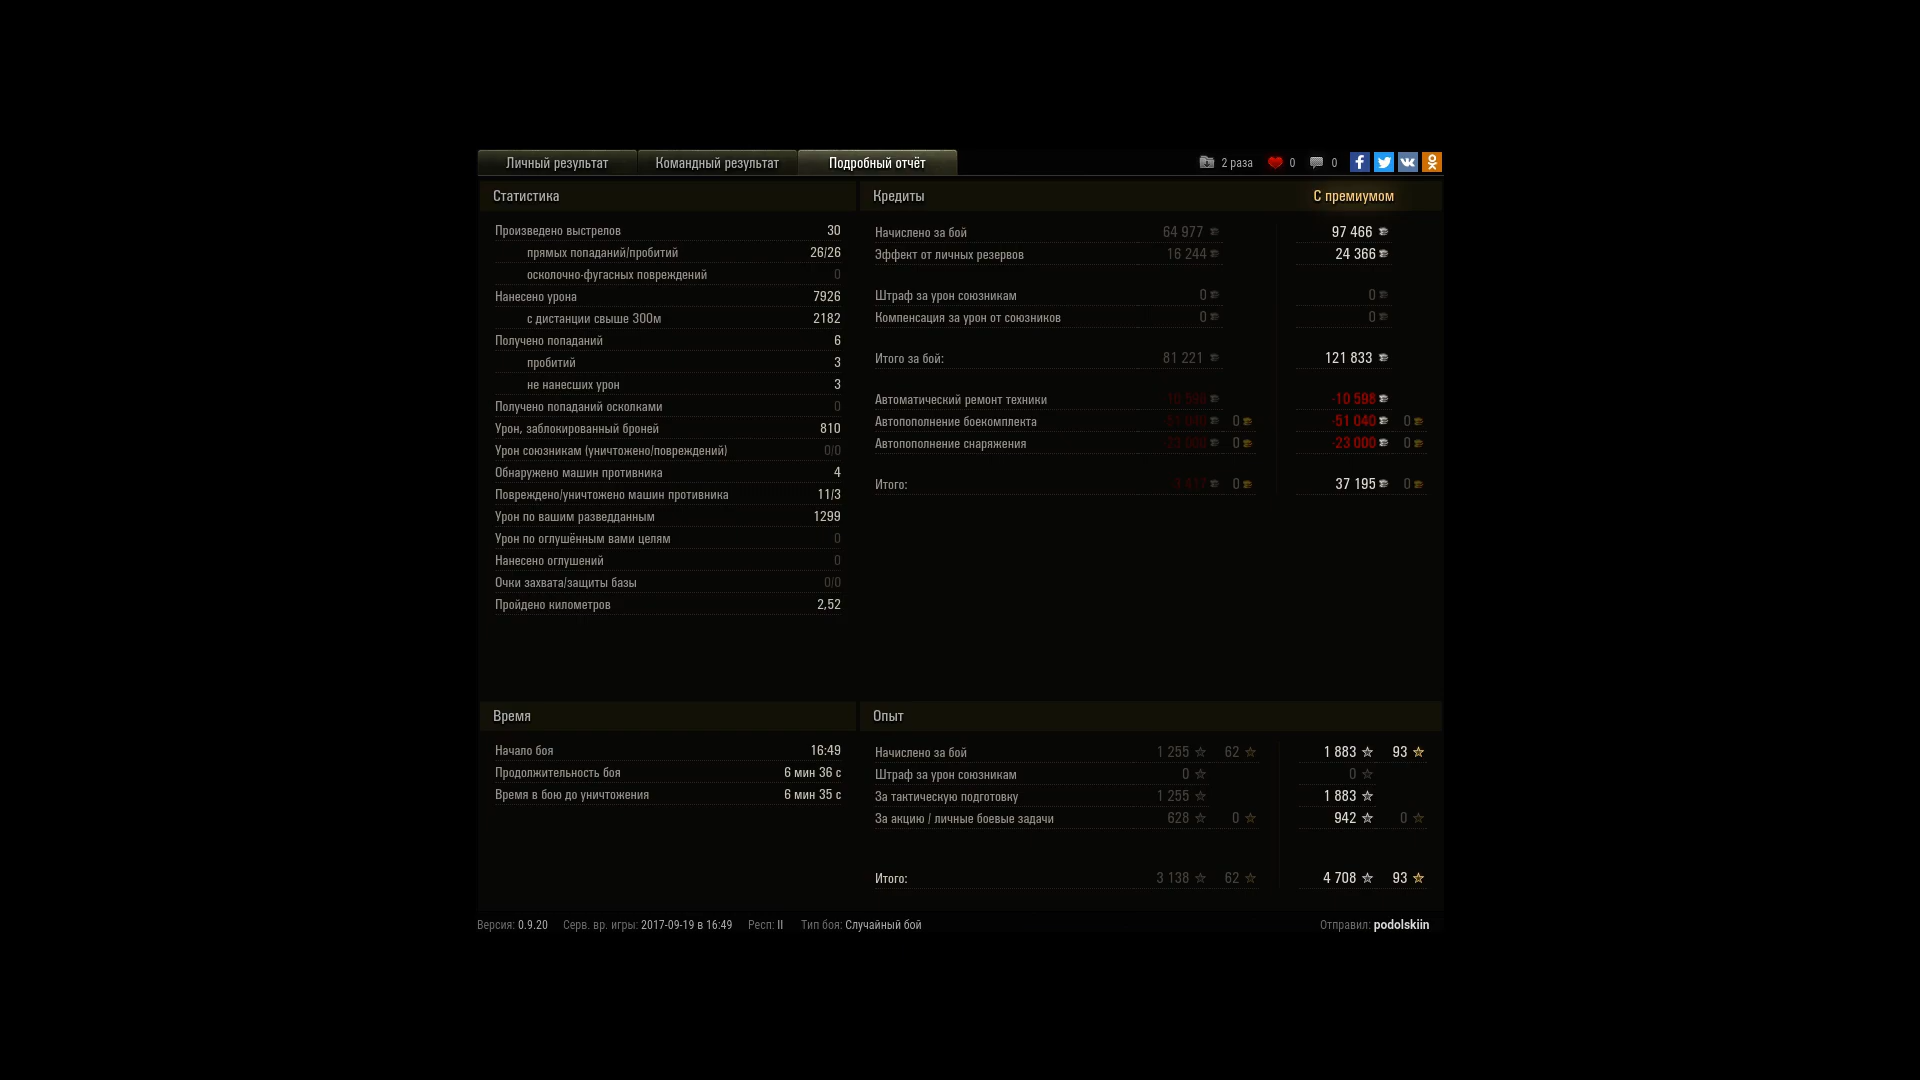 Личный результат Командный результат Подробный отчёт 2 раза 0 0
Статистика
Произведено выстрелов 30
прямых попаданий/пробитий 26/26
осколочно-фугасных повреждений 0
Нанесено урона 7926
с дистанции свыше 300м 2182
Получено попаданий 6
пробитий 3
не нанесших урон 3
Получено попаданий осколками 0
Урон, заблокированный броней 810
Урон союзникам (уничтожено/повреждений) 0/0
Обнаружено машин противника 4
Повреждено/уничтожено машин противника 11/3
Урон по вашим разведданным 1299
Урон по оглушённым вами целям 0
Нанесено оглушений 0
Очки захвата/защиты базы 0/0
Пройдено километров 2,52
Кредиты С премиумом
Начислено за бой 64 977 97 466
Эффект от личных резервов 16 244 24 366
Штраф за урон союзникам 0 0
Компенсация за урон от союзников 0 0
Итого за бой: 81 221 121 833
Автоматический ремонт техники -10 598 -10 598
Автопополнение боекомплекта -51 040 0 -51 040 0
Автопополнение снаряжения -23 000 0 -23 000 0
Итого: 0 37 195 0
Время
Начало боя 16:49
Продолжительность боя 6 мин 36 с
Время в бою до уничтожения 6 мин 35 с
Опыт
Начислено за бой 1 255 62 1 883 93
Штраф за урон союзникам 0 0
За тактическую подготовку 1 255 1 883
За акцию / личные боевые задачи 628 0 942 0
Итого: 3 138 62 4 708 93
Версия: 0.9.20 Серв. вр. игры: 2017-09-19 в 16:49 Респ: II Тип боя: Случайный бой Отправил: podolskiin